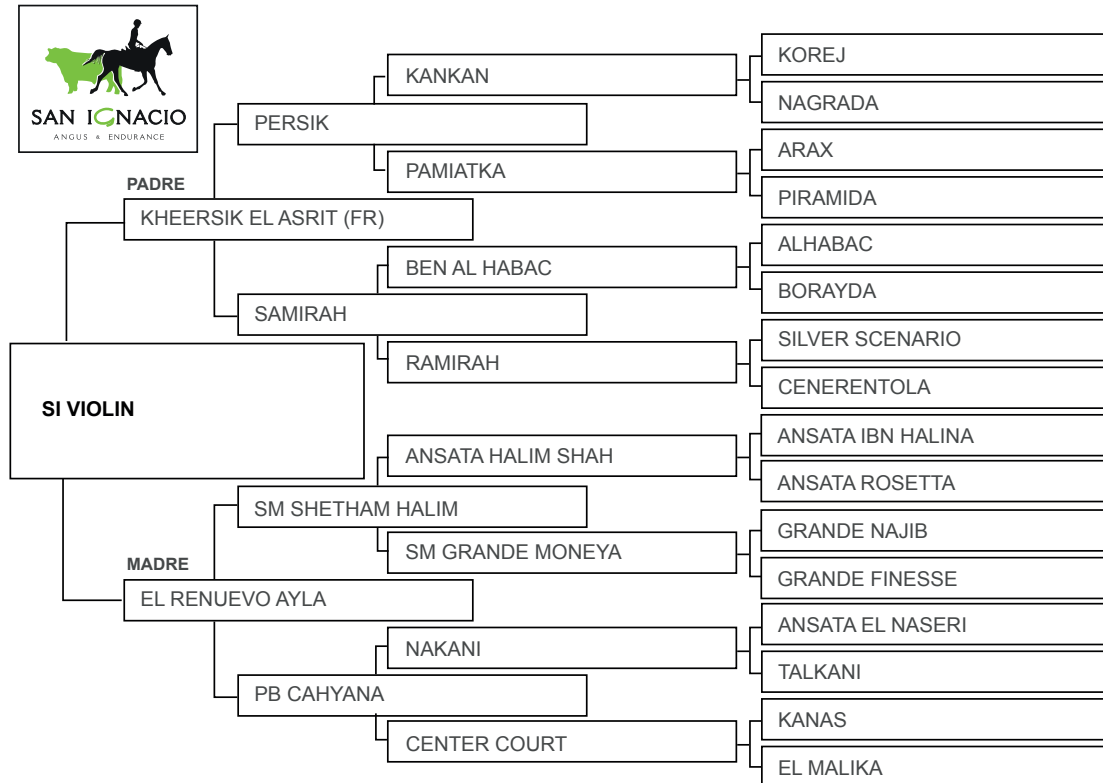 SAN IGNACIO
ANGUS & ENDURANCE
KOREJ
KANKAN
NAGRADA
PERSIK
ARAX
PAMIATKA
PIRAMIDA
PADRE
KHEERSIK EL ASRIT (FR)
ALHABAC
BEN AL HABAC
BORAYDA
SAMIRAH
SILVER SCENARIO
RAMIRAH
CENERENTOLA
SI VIOLIN
ANSATA IBN HALINA
ANSATA HALIM SHAH
ANSATA ROSETTA
SM SHETHAM HALIM
GRANDE NAJIB
SM GRANDE MONEYA
GRANDE FINESSE
MADRE
EL RENUEVO AYLA
ANSATA EL NASERI
NAKANI
TALKANI
PB CAHYANA
KANAS
CENTER COURT
EL MALIKA